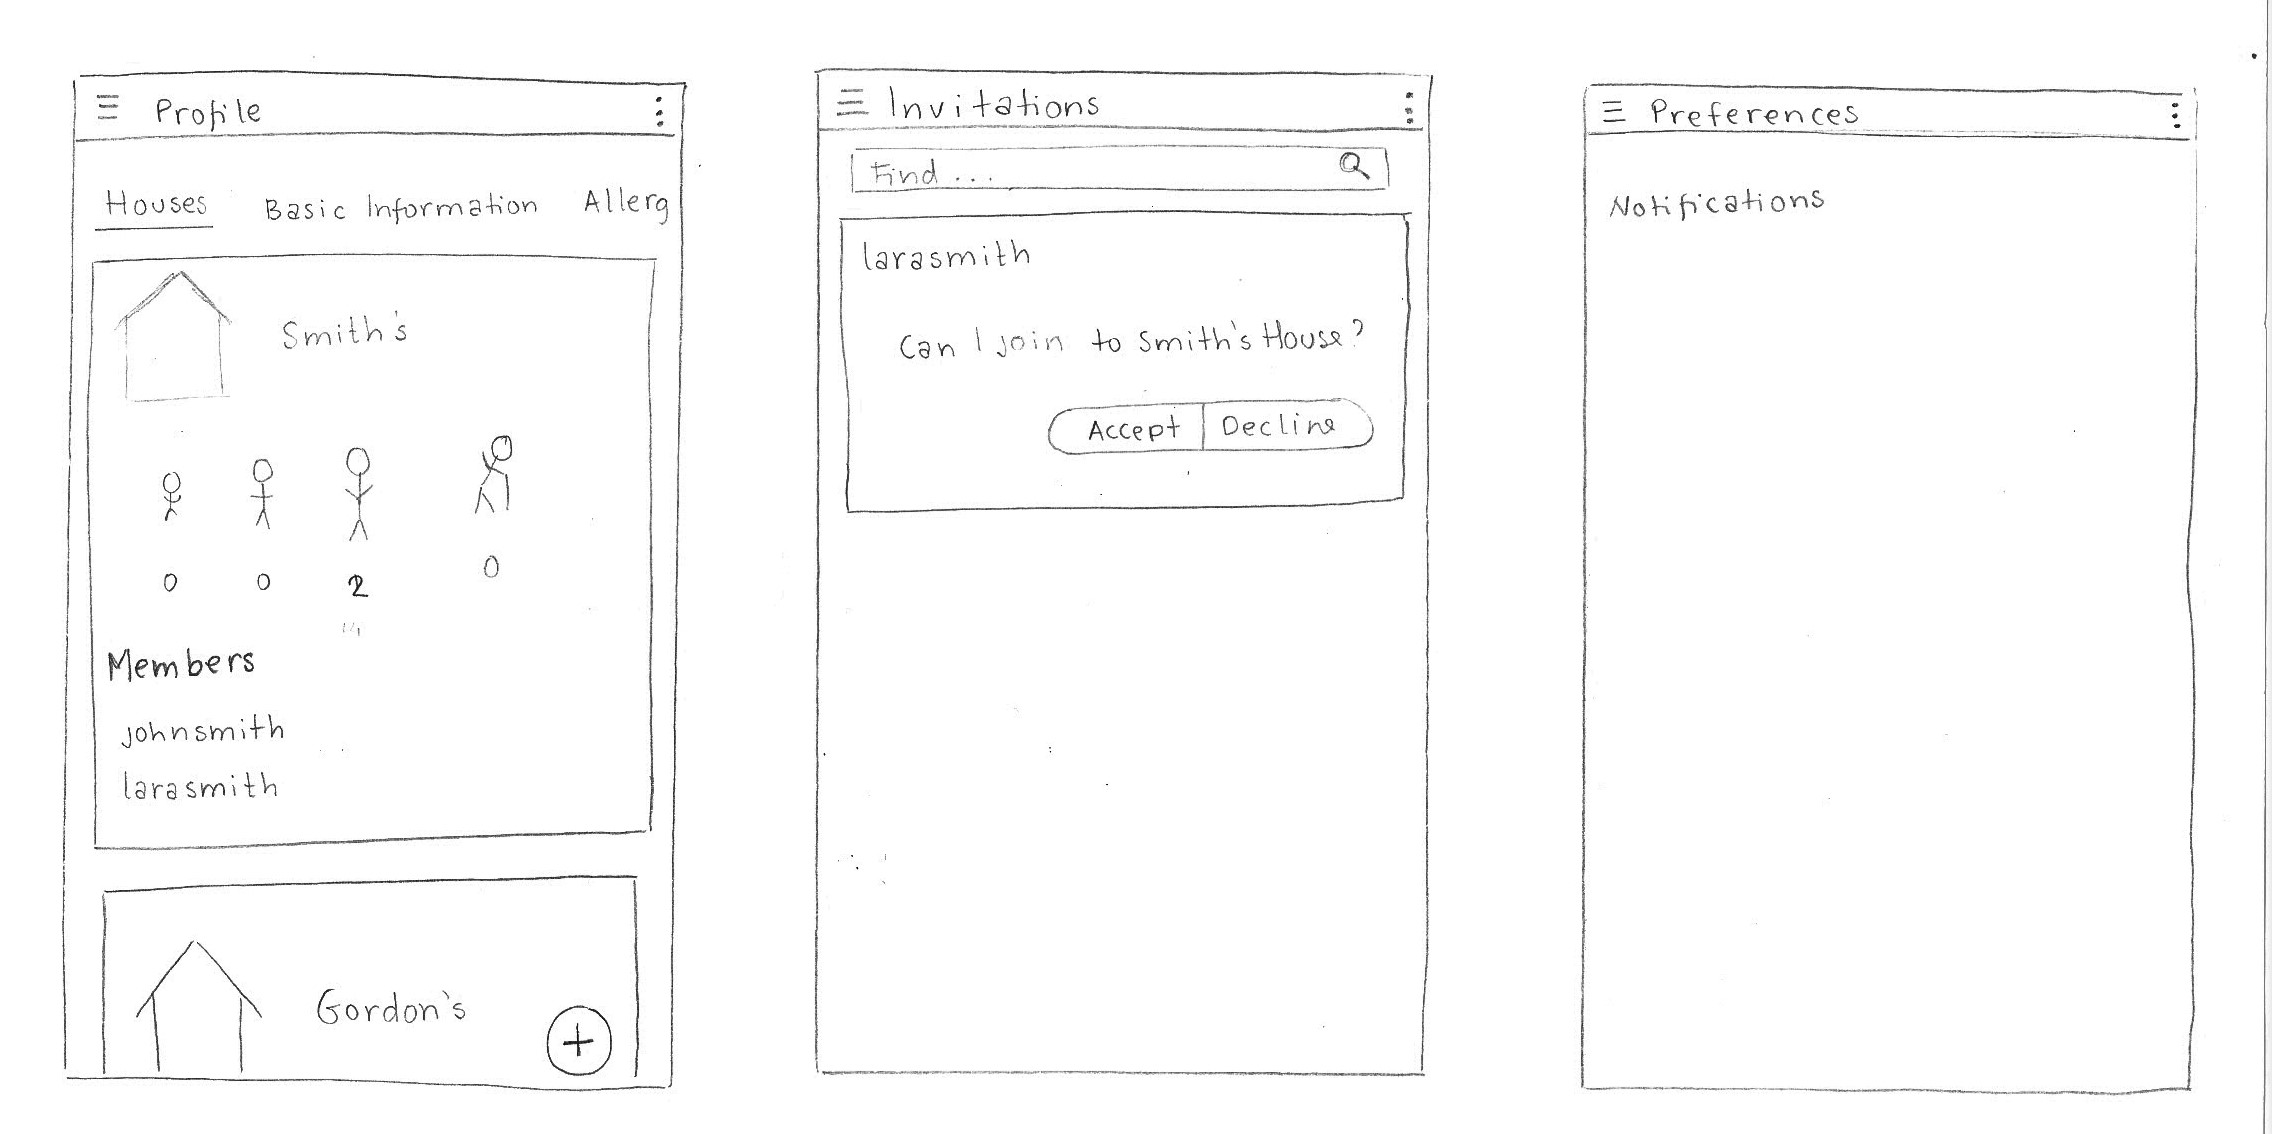 Profile
Houses Basic Information Allerg
Smith's
0 0 2 0
Members
johnsmith
larasmith
Gordon's
+
Invitations
Find ...
larasmith
Can I join to Smith's House?
Accept Decline
Preferences
Notifications